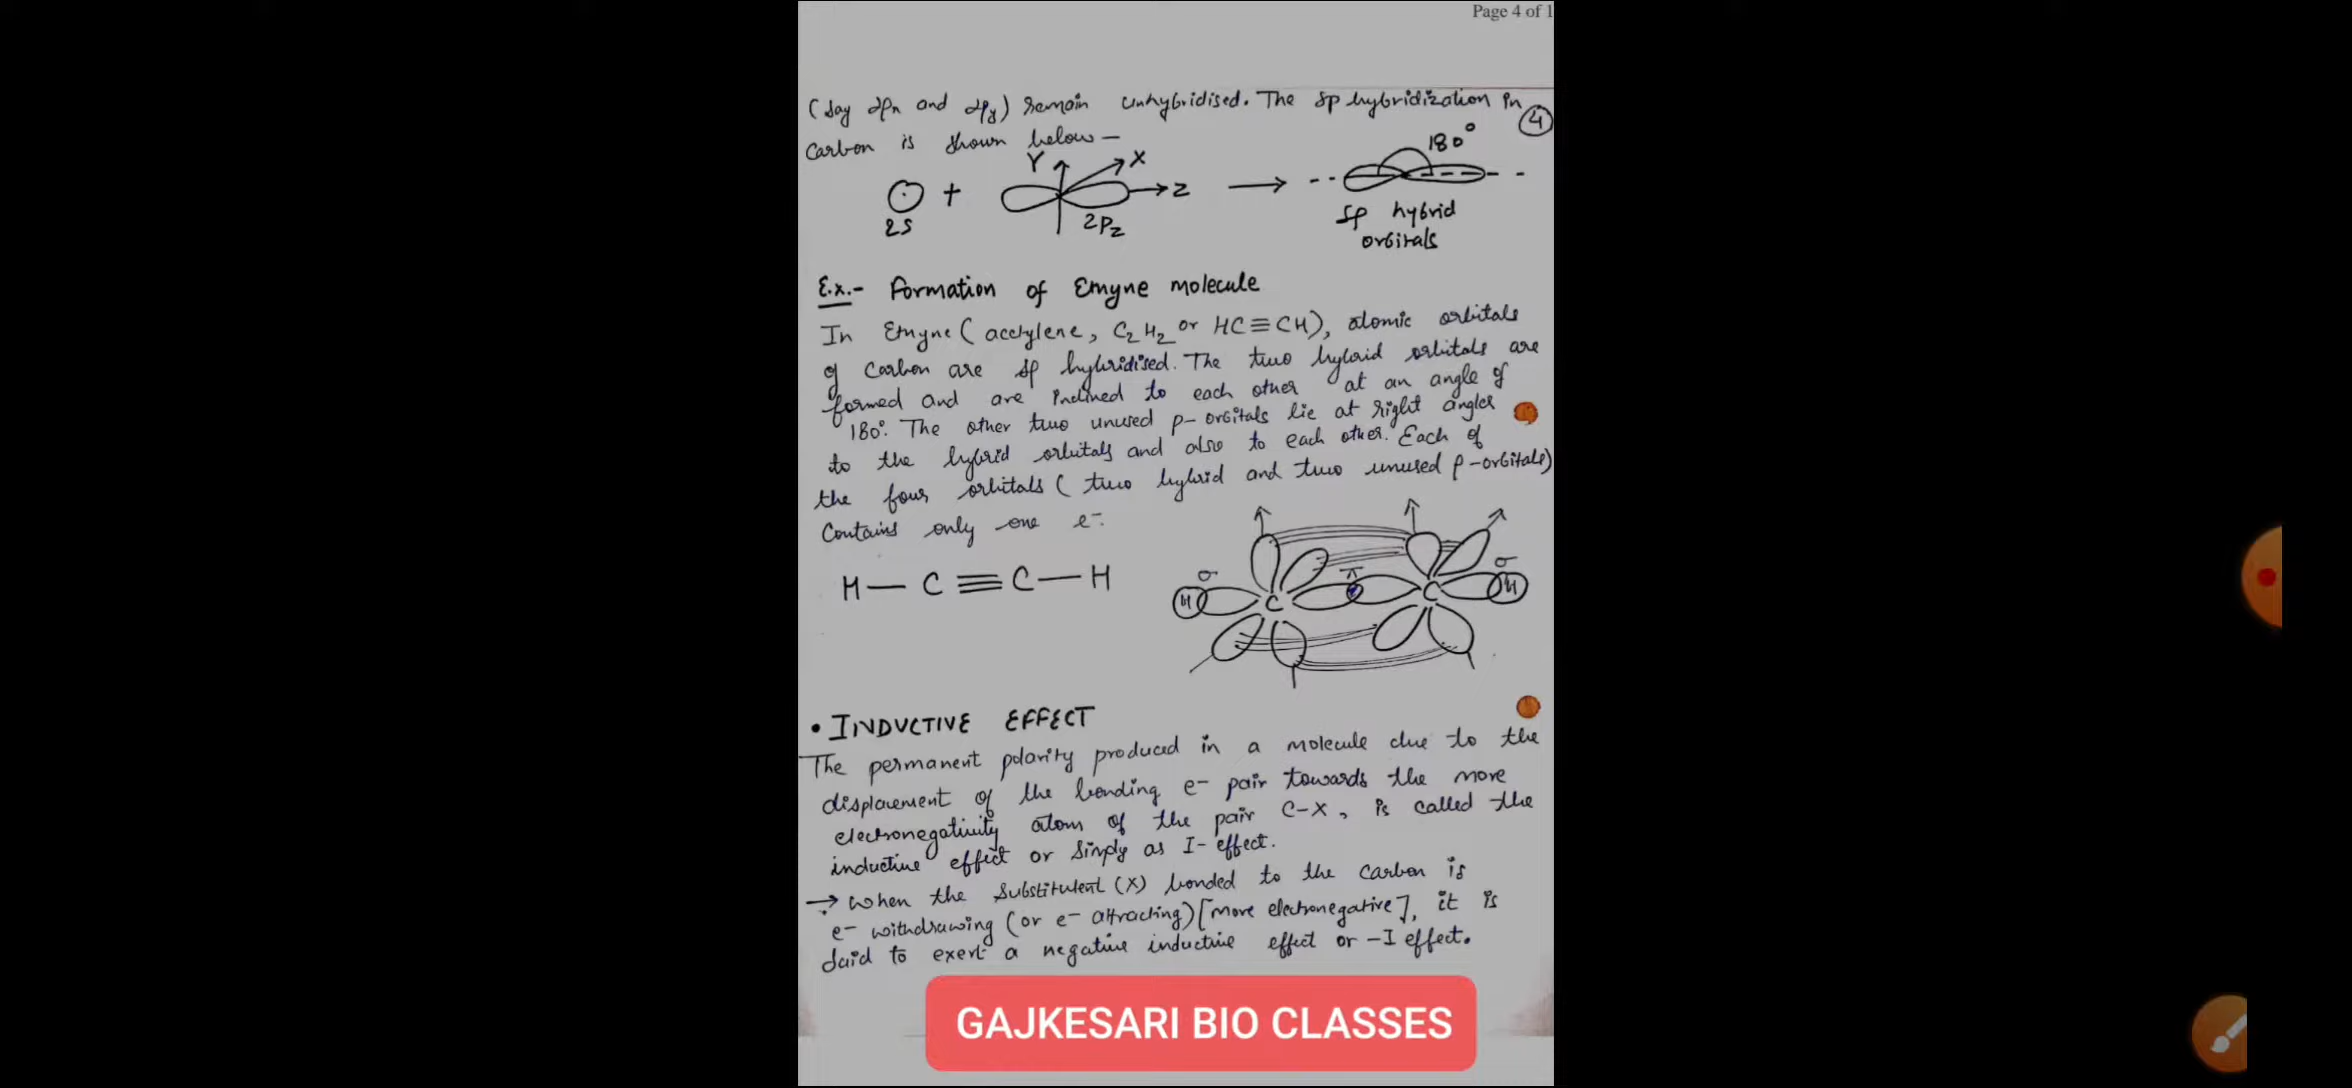 Page 4 of 1
(say 2px and 2py) remain unhybridised. The sp hybridization in
4
Carbon is shown below —
Y X 180°
+ → Z → 
2S 2Pz sp hybrid
orbitals
Ex.- Formation of Ethyne molecule
In Ethyne (acetylene, C2H2 or HC≡CH), atomic orbitals
of Carbon are sp hybridised. The two hybrid orbitals are
formed and are inclined to each other at an angle of
180°. The other two unused p-orbitals lie at right angles
to the hybrid orbitals and also to each other. Each of
the four orbitals (two hybrid and two unused p-orbitals)
Contains only one e-.
H — C ≡ C — H
σ π σ
H C C H
• INDUCTIVE EFFECT
The permanent polarity produced in a molecule due to the
displacement of the bonding e- pair towards the more
electronegativity atom of the pair C-X, is called the
inductive effect or simply as I-effect.
→ When the substituent (X) bonded to the carbon is
e- withdrawing (or e- attracting) [more electronegative], it is
said to exert a negative inductive effect or -I effect.
GAJKESARI BIO CLASSES